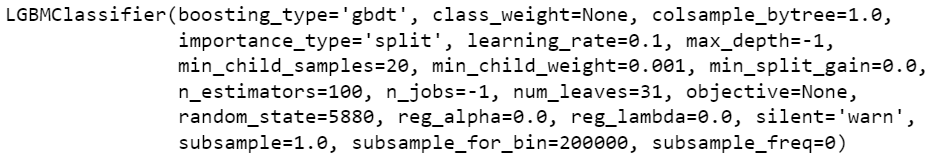 LGBMClassifier(boosting_type='gbdt', class_weight=None, colsample_bytree=1.0,
importance_type='split', learning_rate=0.1, max_depth=-1,
min_child_samples=20, min_child_weight=0.001, min_split_gain=0.0,
n_estimators=100, n_jobs=-1, num_leaves=31, objective=None,
random_state=5880, reg_alpha=0.0, reg_lambda=0.0, silent='warn',
subsample=1.0, subsample_for_bin=200000, subsample_freq=0)